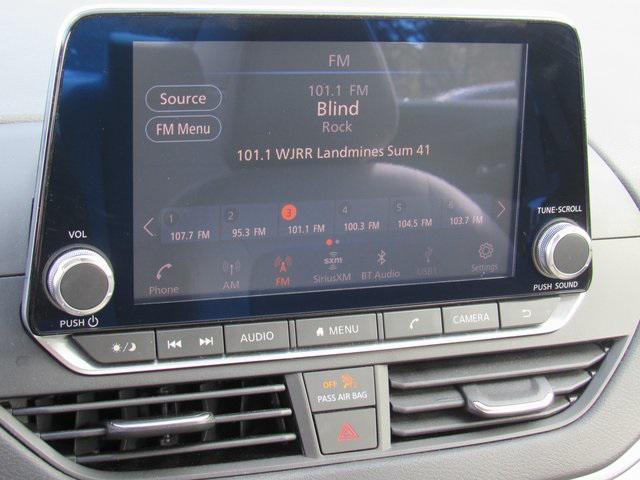 FM
Source
101.1 FM
Blind
FM Menu
Rock
101.1 WJRR Landmines Sum 41
1 2 3 4 5 6
107.7 FM 95.3 FM 101.1 FM 100.3 FM 104.5 FM 103.7 FM
sxm
Phone AM FM SiriusXM BT Audio USB1 Settings
VOL
PUSH
TUNE-SCROLL
PUSH SOUND
AUDIO MENU CAMERA
OFF
PASS AIR BAG